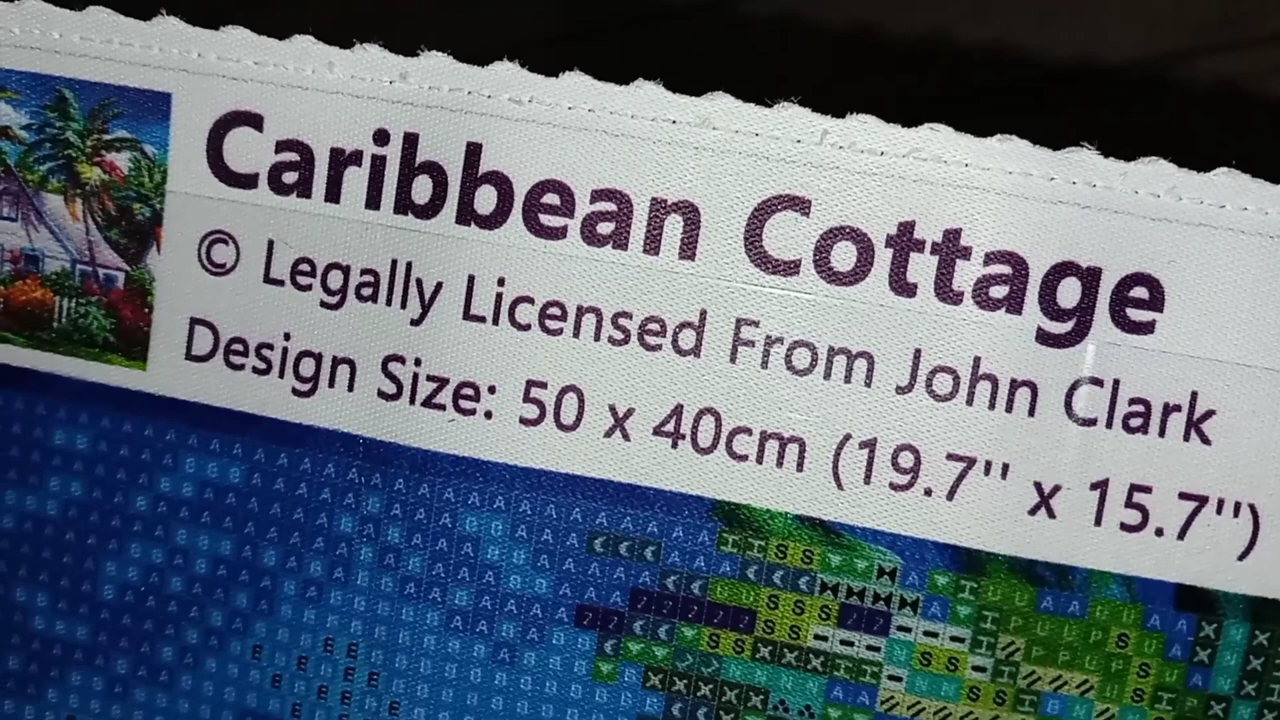 Caribbean Cottage
© Legally Licensed From John Clark
Design Size: 50 x 40cm (19.7'' x 15.7'')